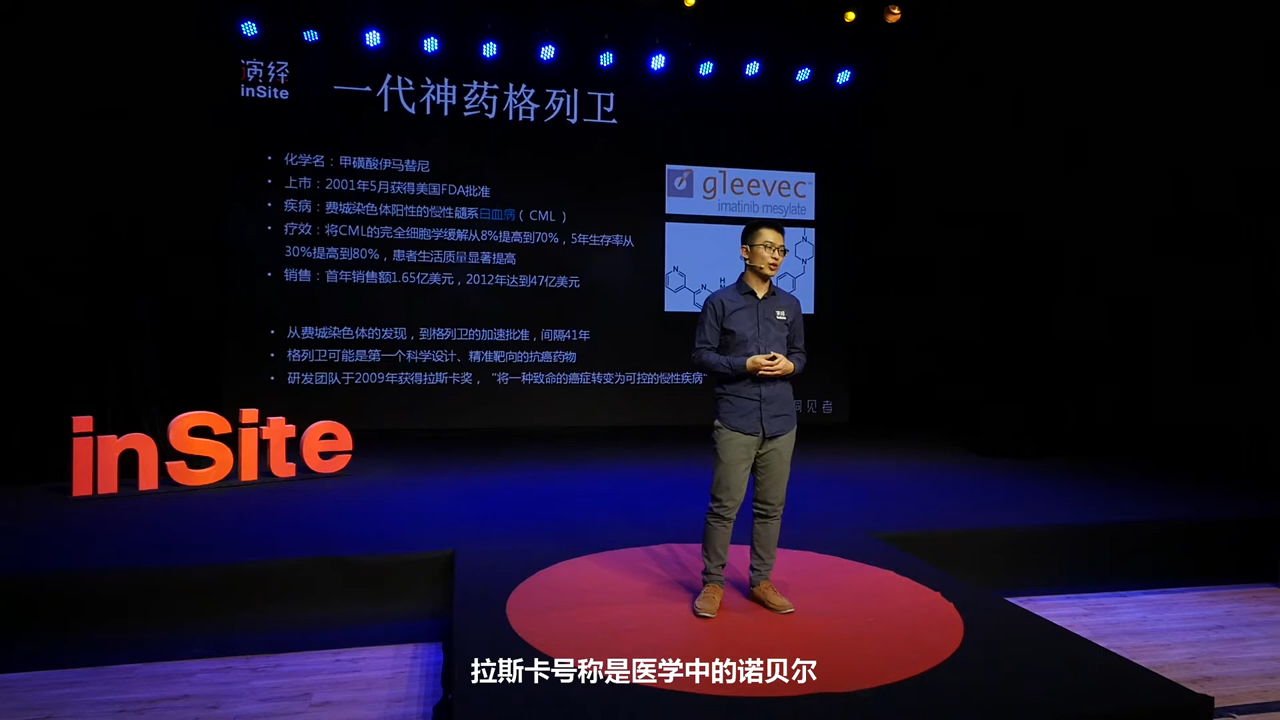 演绎
inSite
一代神药格列卫
• 化学名：甲磺酸伊马替尼
• 上市：2001年5月获得美国FDA批准
• 疾病：费城染色体阳性的慢性髓系白血病（ CML ）
• 疗效：将CML的完全细胞学缓解从8%提高到70%，5年生存率从
30%提高到80%，患者生活质量显著提高
• 销售：首年销售额1.65亿美元，2012年达到47亿美元
• 从费城染色体的发现，到格列卫的加速批准，间隔41年
• 格列卫可能是第一个科学设计、精准靶向的抗癌药物
• 研发团队于2009年获得拉斯卡奖，“将一种致命的癌症转变为可控的慢性疾病”
gleevec
imatinib mesylate
N
N
N
H
N
N
洞见者
inSite
拉斯卡号称是医学中的诺贝尔